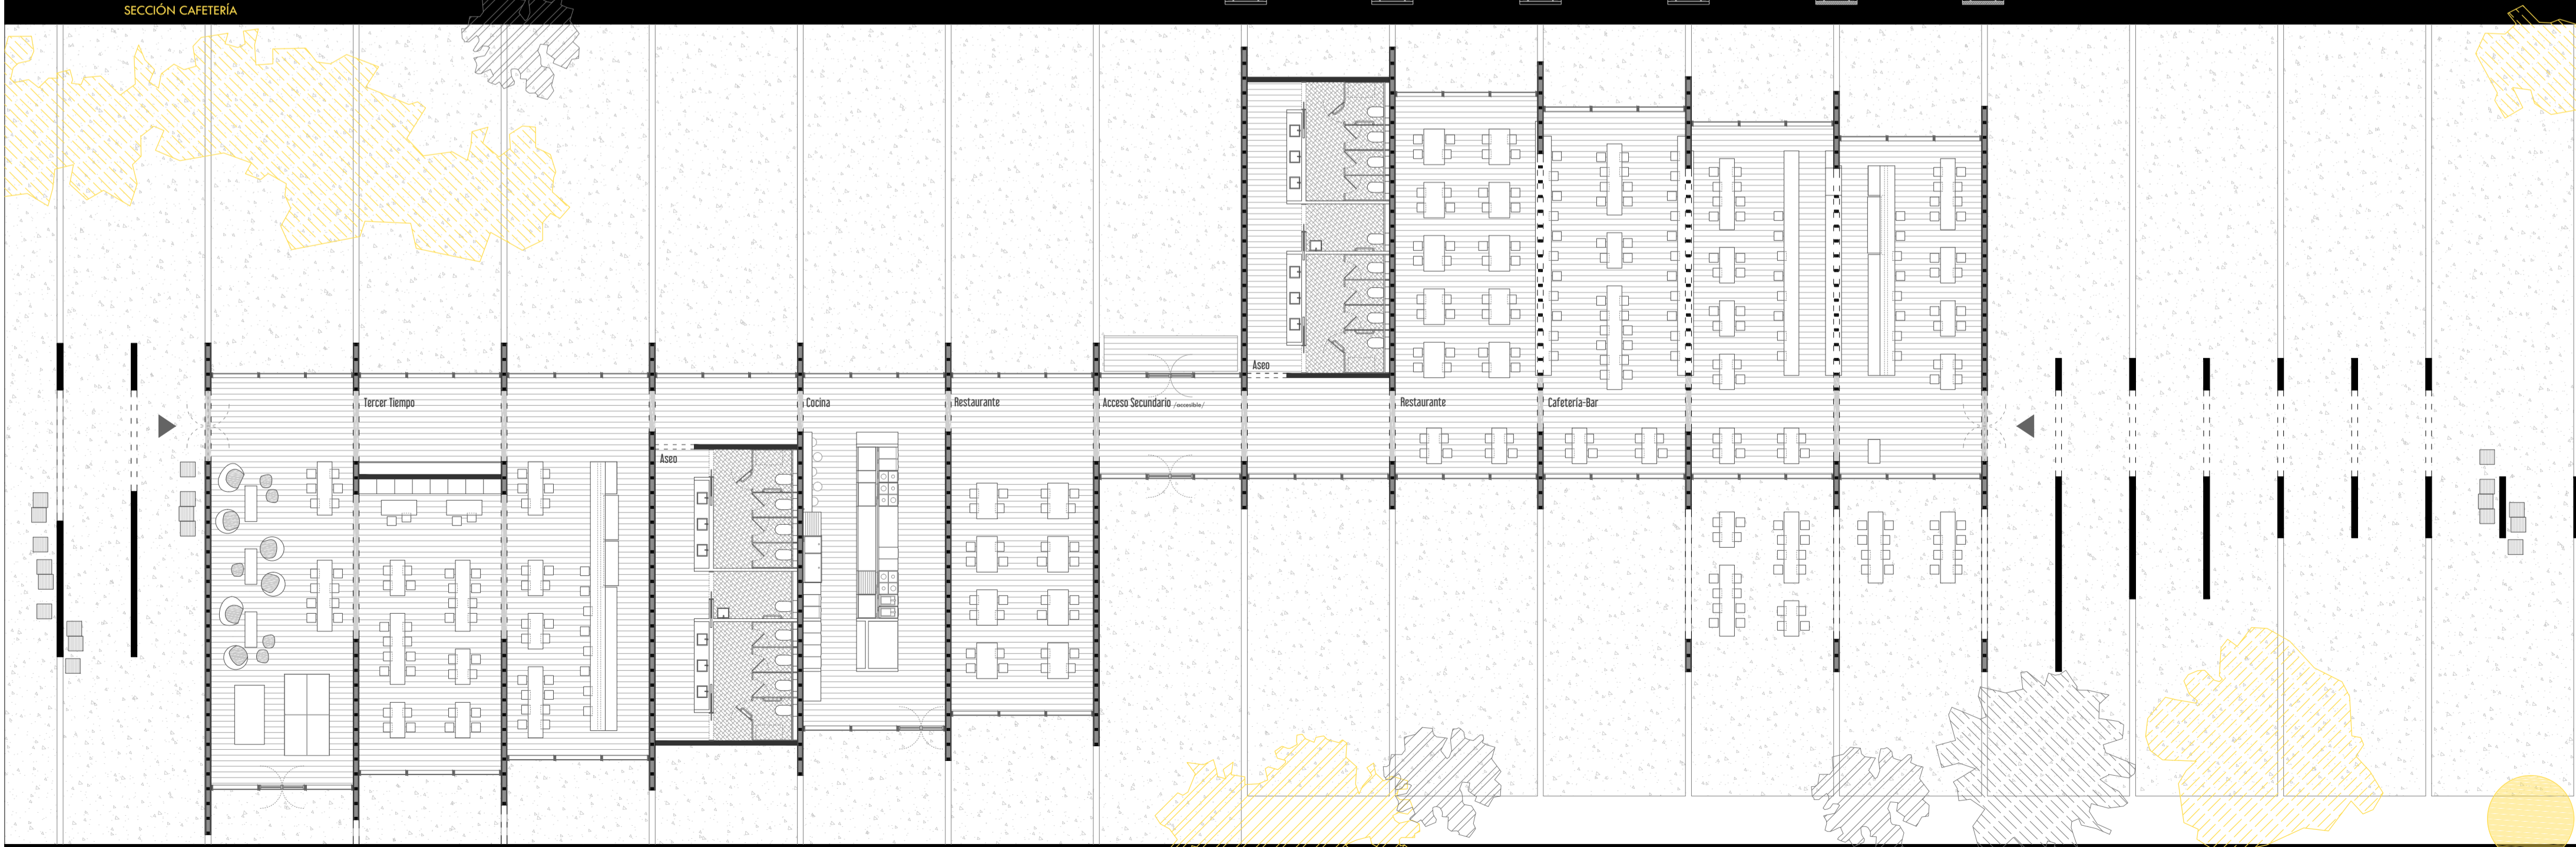 SECCIÓN CAFETERÍA
Aseo
Tercer Tiempo
Cocina
Restaurante
Acceso Secundario /accesible/
Restaurante
Cafetería-Bar
Aseo